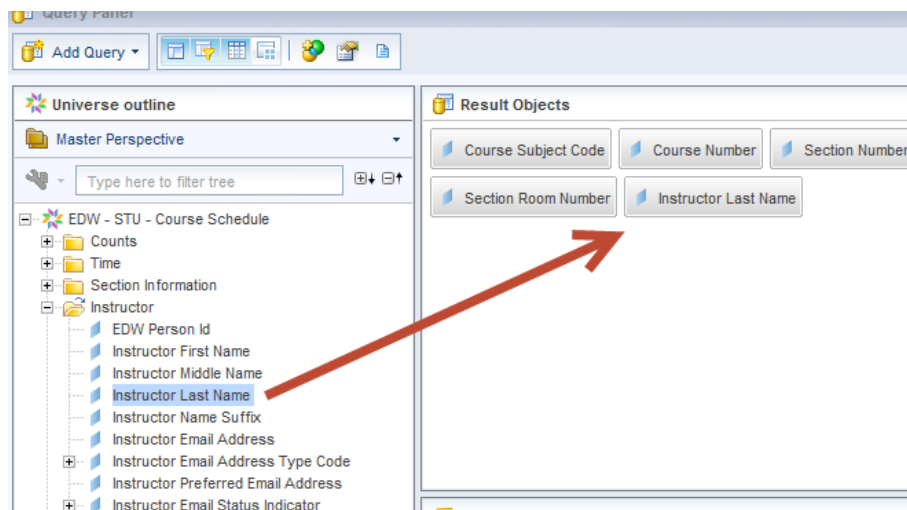 Query Panel
Add Query
Universe outline
Master Perspective
Type here to filter tree
EDW - STU - Course Schedule
Counts
Time
Section Information
Instructor
EDW Person Id
Instructor First Name
Instructor Middle Name
Instructor Last Name
Instructor Name Suffix
Instructor Email Address
Instructor Email Address Type Code
Instructor Preferred Email Address
Instructor Email Status Indicator
Result Objects
Course Subject Code
Course Number
Section Number
Section Room Number
Instructor Last Name